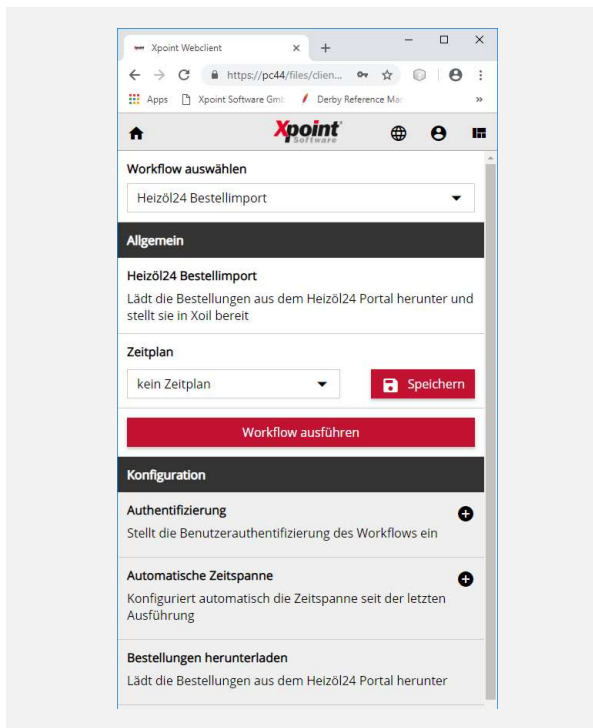 Xpoint Webclient
https://pc44/files/clien...
Apps Xpoint Software Gm Derby Reference Ma
Xpoint
Software
Workflow auswählen
Heizöl24 Bestellimport
Allgemein
Heizöl24 Bestellimport
Lädt die Bestellungen aus dem Heizöl24 Portal herunter und
stellt sie in Xoil bereit
Zeitplan
kein Zeitplan Speichern
Workflow ausführen
Konfiguration
Authentifizierung
Stellt die Benutzerauthentifizierung des Workflows ein
Automatische Zeitspanne
Konfiguriert automatisch die Zeitspanne seit der letzten
Ausführung
Bestellungen herunterladen
Lädt die Bestellungen aus dem Heizöl24 Portal herunter